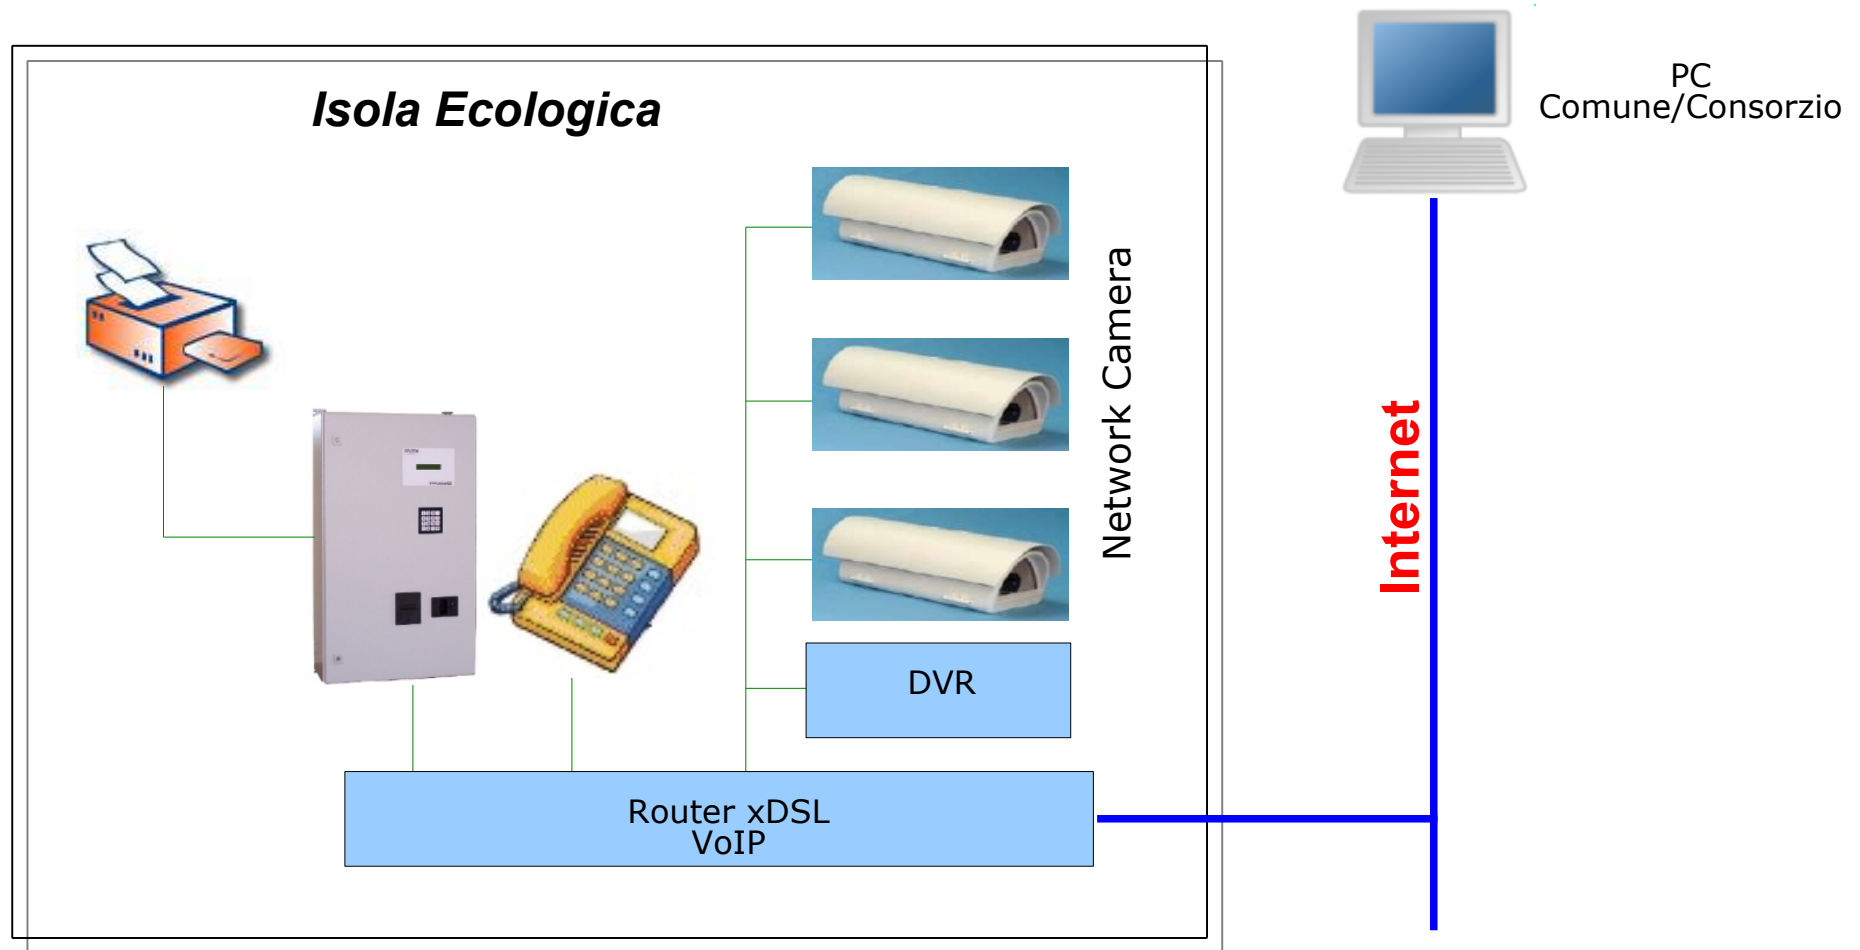 Isola Ecologica
PC
Comune/Consorzio
Network Camera
Internet
DVR
Router xDSL
VoIP